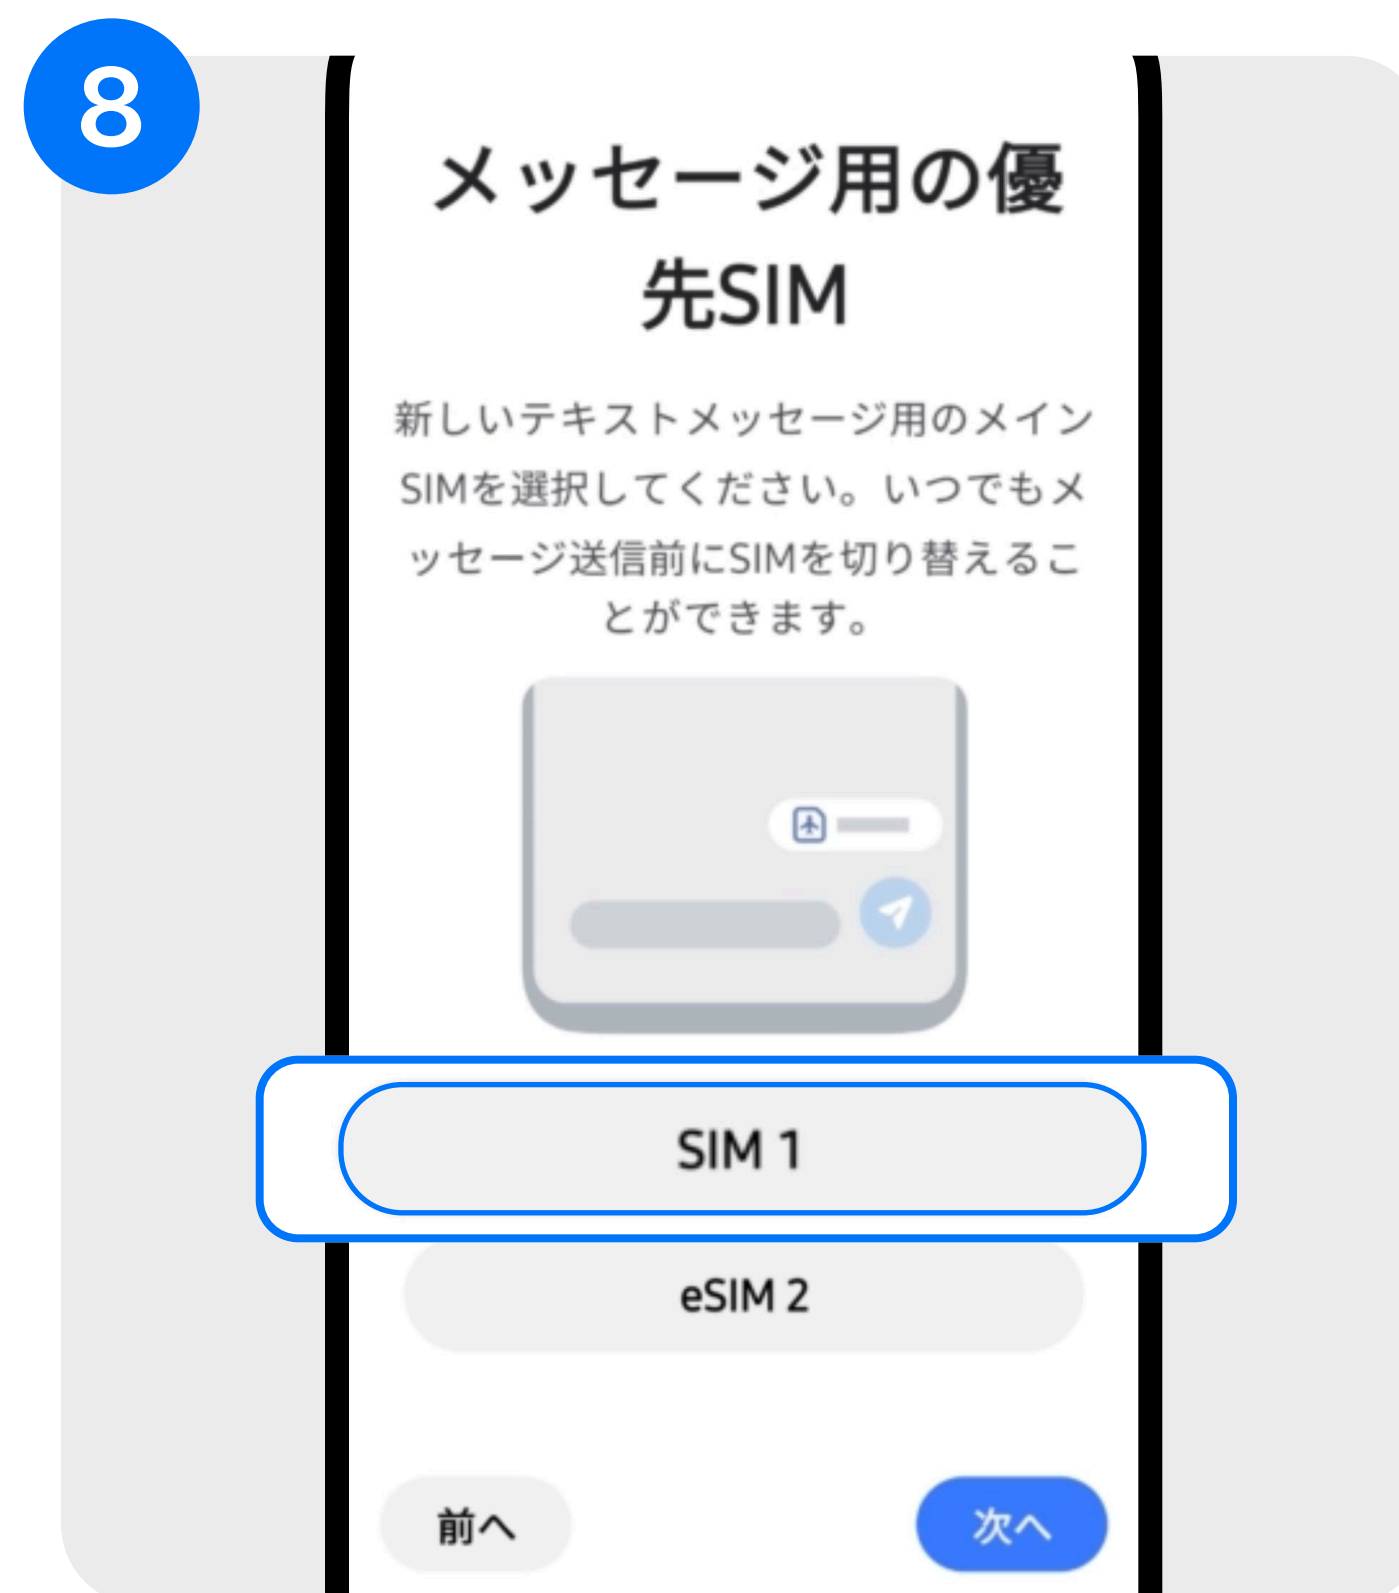 8
メッセージ用の優
先SIM
新しいテキストメッセージ用のメイン
SIMを選択してください。いつでもメ
ッセージ送信前にSIMを切り替えるこ
とができます。
SIM 1
eSIM 2
前へ
次へ